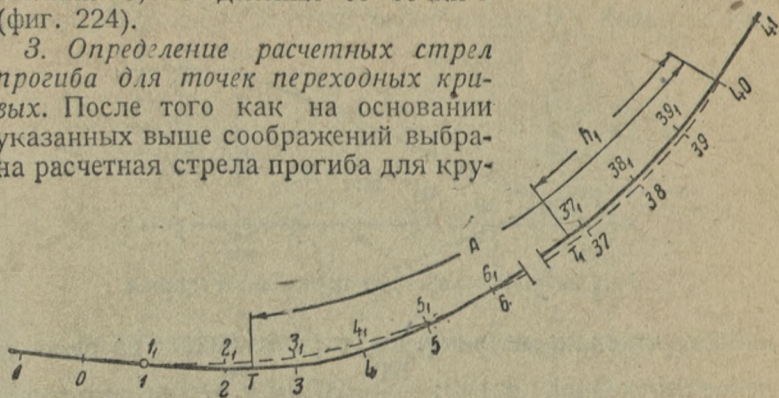 (фиг. 224).
3. Определение расчетных стрел
прогиба для точек переходных кри-
вых. После того как на основании
указанных выше соображений выбра-
на расчетная стрела прогиба для кру-
41
40
h₁
39₁
39
38₁
38
37₁
37
T₁
A
6₁
6
5₁
5
4₁
4
3₁
3
T
2₁
2
1₁
1
0